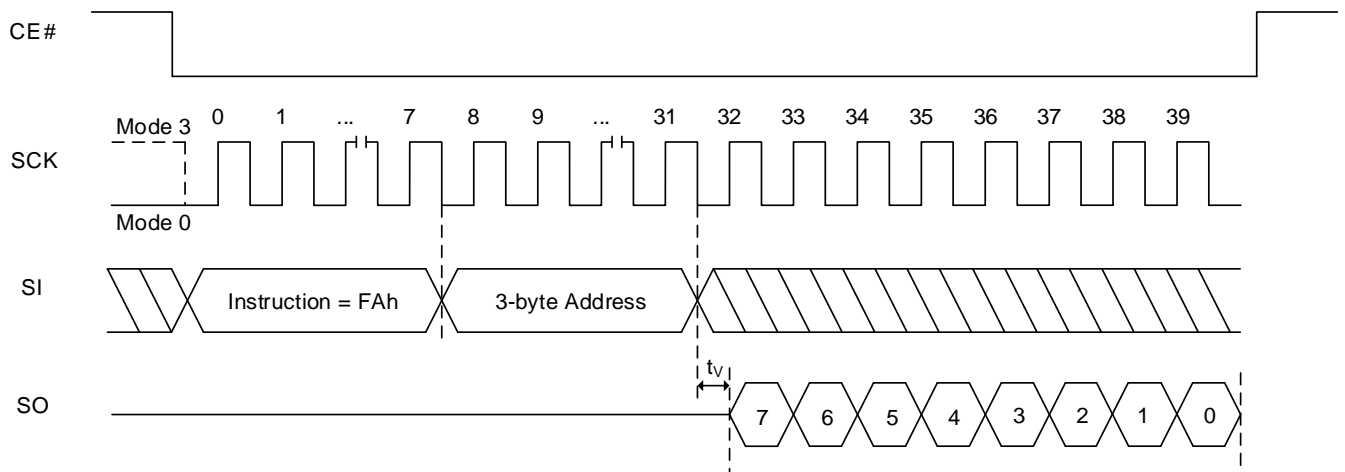 CE#
Mode 3 0 1 ... 7 8 9 ... 31 32 33 34 35 36 37 38 39
SCK
Mode 0
SI Instruction = FAh 3-byte Address
tV
SO 7 6 5 4 3 2 1 0